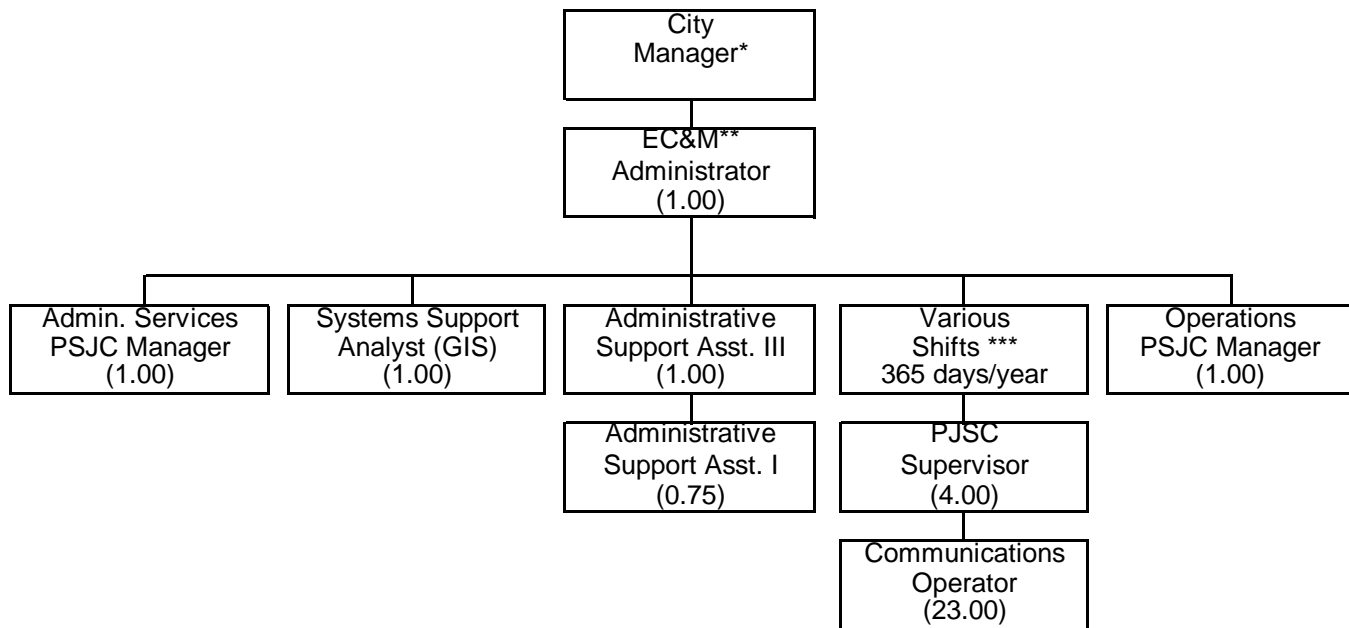 City
Manager*
EC&M**
Administrator
(1.00)
Admin. Services
PSJC Manager
(1.00)
Systems Support
Analyst (GIS)
(1.00)
Administrative
Support Asst. III
(1.00)
Various
Shifts ***
365 days/year
Operations
PSJC Manager
(1.00)
Administrative
Support Asst. I
(0.75)
PJSC
Supervisor
(4.00)
Communications
Operator
(23.00)